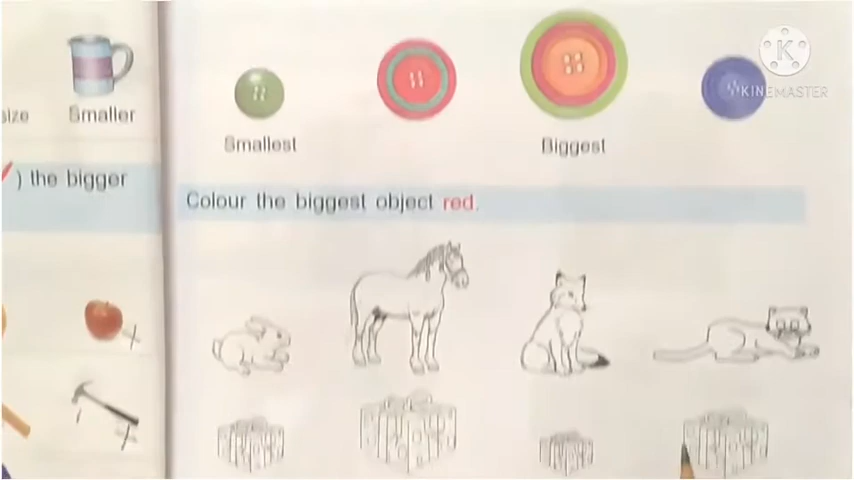 size Smaller
) the bigger
Smallest Biggest
Colour the biggest object red.
K
KINEMASTER